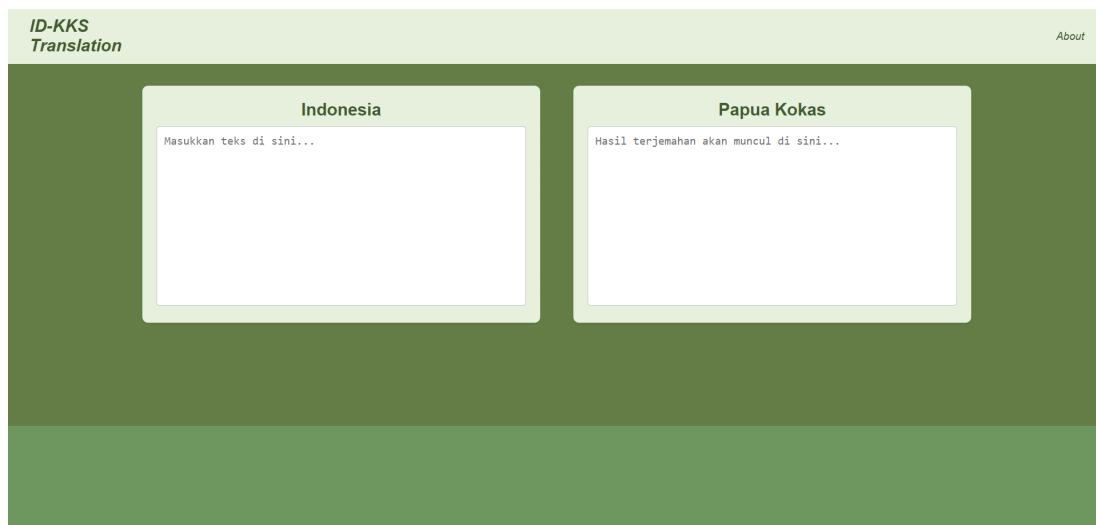 ID-KKS
Translation
About
Indonesia
Masukkan teks di sini...
Papua Kokas
Hasil terjemahan akan muncul di sini...